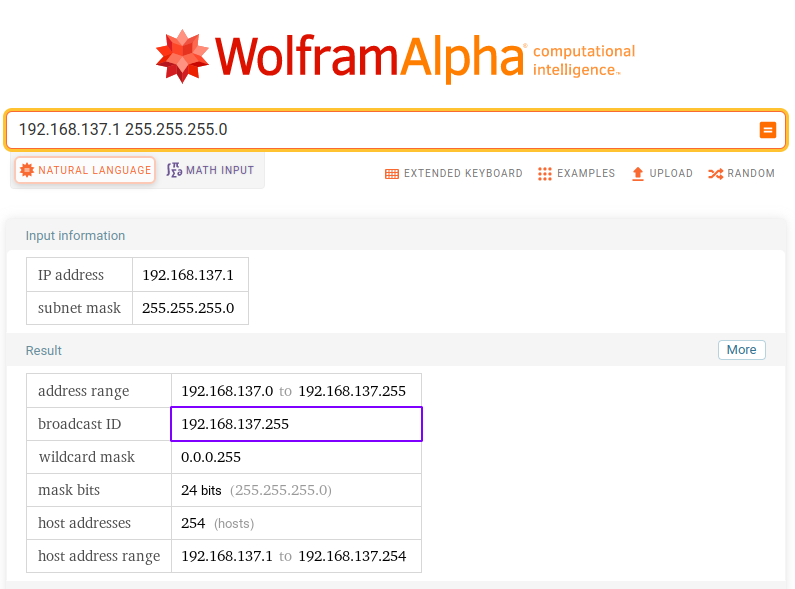 WolframAlpha computational intelligence™
192.168.137.1 255.255.255.0
NATURAL LANGUAGE MATH INPUT EXTENDED KEYBOARD EXAMPLES UPLOAD RANDOM
Input information
IP address 192.168.137.1
subnet mask 255.255.255.0
Result More
address range 192.168.137.0 to 192.168.137.255
broadcast ID 192.168.137.255
wildcard mask 0.0.0.255
mask bits 24 bits (255.255.255.0)
host addresses 254 (hosts)
host address range 192.168.137.1 to 192.168.137.254